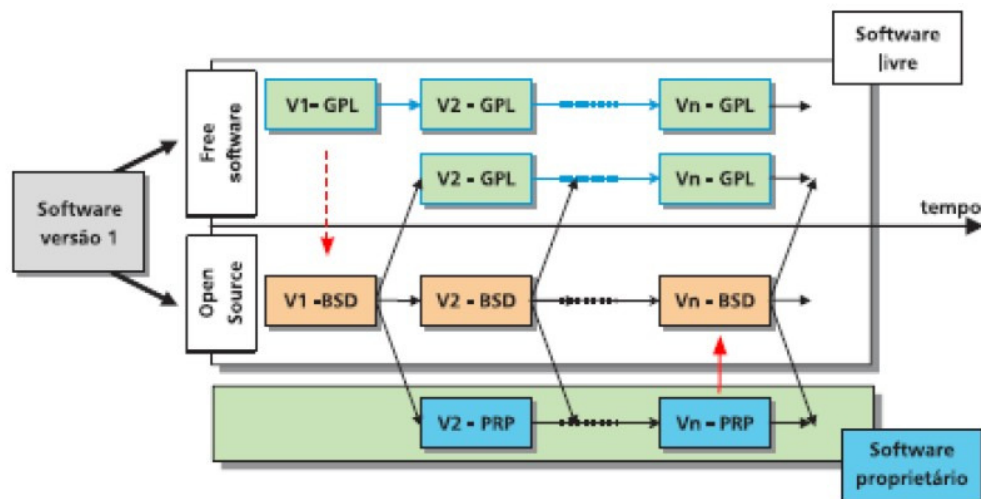 Software
livre
V1- GPL
V2 - GPL
Vn - GPL
Free
software
V2 - GPL
Vn - GPL
Software
versão 1
tempo
Open
Source
V1 -BSD
V2 - BSD
Vn - BSD
V2 - PRP
Vn - PRP
Software
proprietário